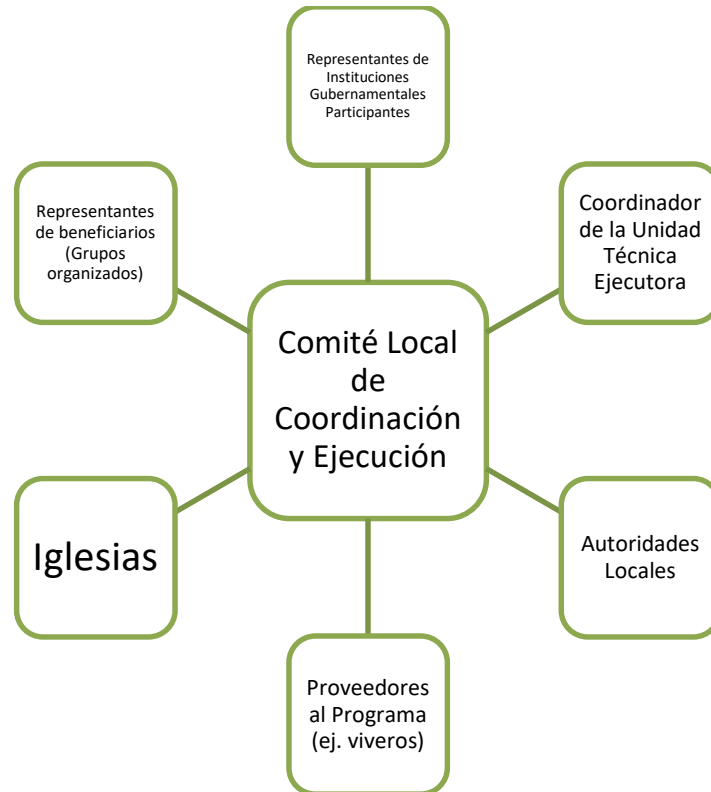 Representantes de
Instituciones
Gubernamentales
Participantes
Representantes
de beneficiarios
(Grupos
organizados)
Coordinador
de la Unidad
Técnica
Ejecutora
Comité Local
de
Coordinación
y Ejecución
Iglesias
Autoridades
Locales
Proveedores
al Programa
(ej. viveros)